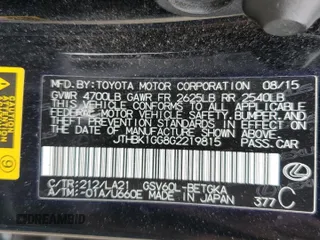 MFD.BY:TOYOTA MOTOR CORPORATION 08/15
GVWR 4700LB GAWR FR 2625LB RR 2540LB
THIS VEHICLE CONFORMS TO ALL APPLICABLE
FEDERAL MOTOR VEHICLE SAFETY, BUMPER, AND
THEFT PREVENTION STANDARDS IN EFFECT ON
THE DATE OF MANUFACTURE SHOWN ABOVE.
JTHBK1GG8G2219815 PASS.CAR
C/TR:212/LA21 GSV60L-BETGKA
A/TM:-01A/U660E MADE IN JAPAN 377 C